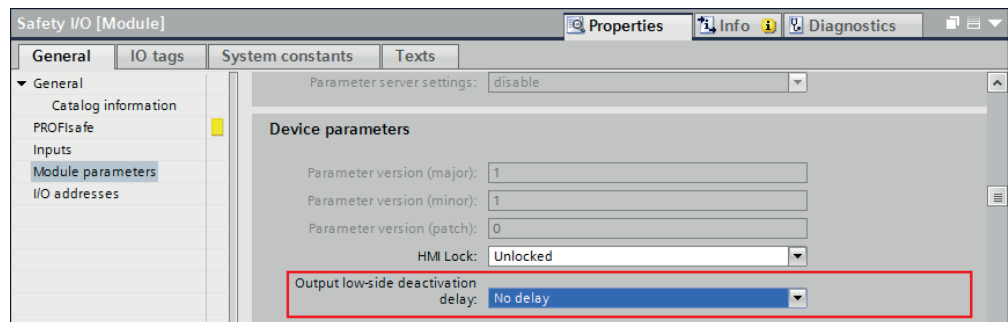 Safety I/O [Module]
Properties
Info
Diagnostics
General
IO tags
System constants
Texts
General
Catalog information
PROFIsafe
Inputs
Module parameters
I/O addresses
Parameter server settings: disable
Device parameters
Parameter version (major): 1
Parameter version (minor): 1
Parameter version (patch): 0
HMI Lock: Unlocked
Output low-side deactivation
delay: No delay